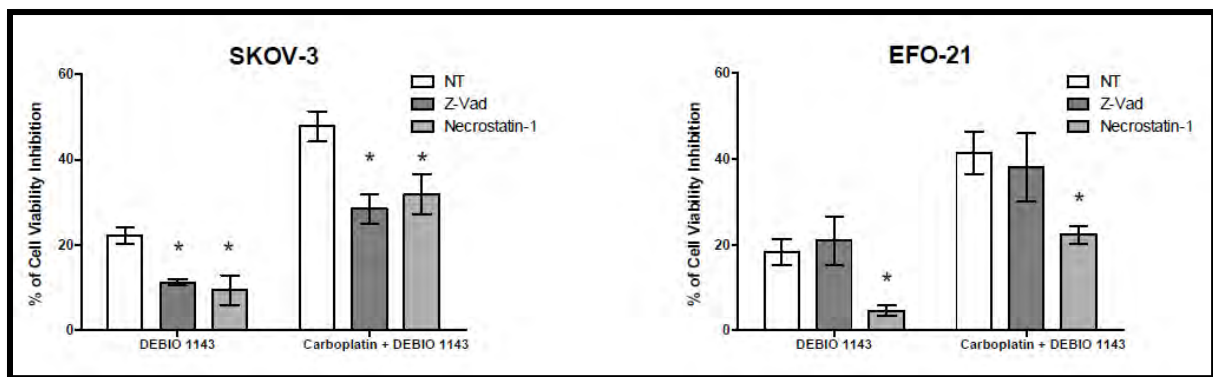 SKOV-3
% of Cell Viability Inhibition
60
40
20
0
NT
Z-Vad
Necrostatin-1
* * * *
DEBIO 1143
Carboplatin + DEBIO 1143
EFO-21
% of Cell Viability Inhibition
60
40
20
0
NT
Z-Vad
Necrostatin-1
* *
DEBIO 1143
Carboplatin + DEBIO 1143